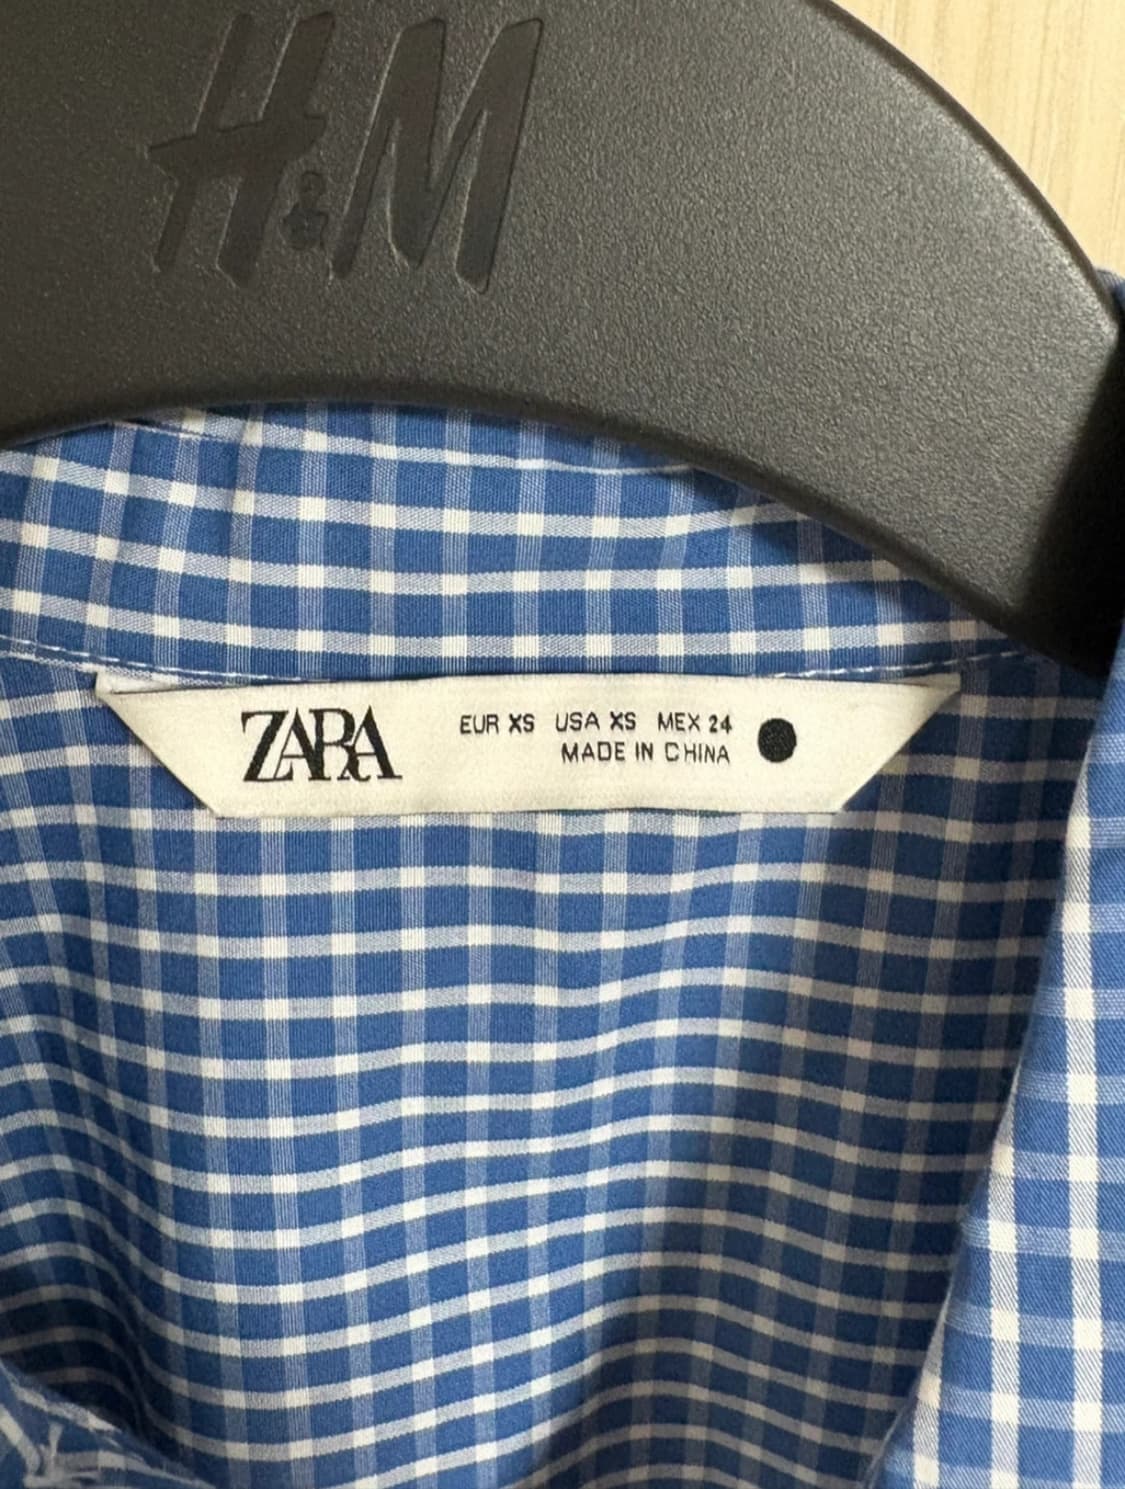 H&M
ZARA
EUR XS USA XS MEX 24
MADE IN CHINA